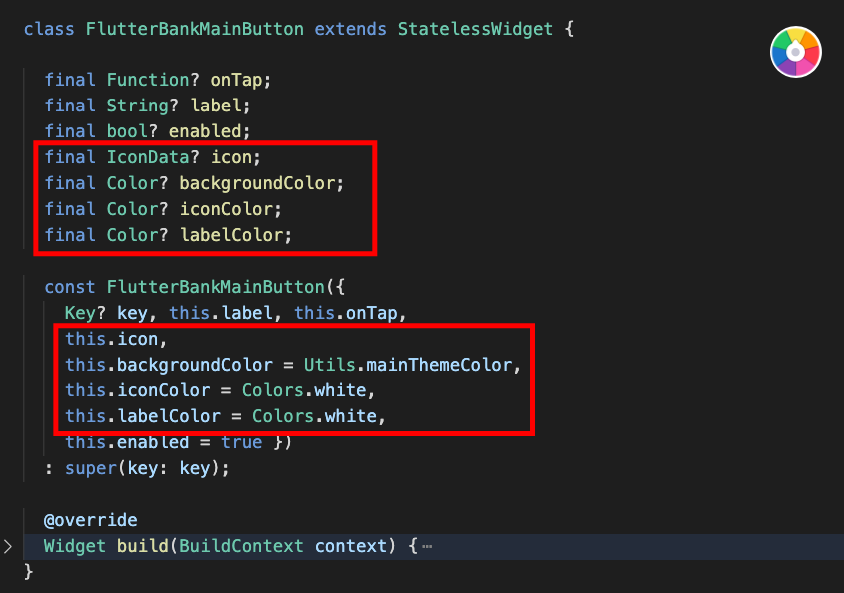 class FlutterBankMainButton extends StatelessWidget {
final Function? onTap;
final String? label;
final bool? enabled;
final IconData? icon;
final Color? backgroundColor;
final Color? iconColor;
final Color? labelColor;
const FlutterBankMainButton({
Key? key, this.label, this.onTap,
this.icon,
this.backgroundColor = Utils.mainThemeColor,
this.iconColor = Colors.white,
this.labelColor = Colors.white,
this.enabled = true })
: super(key: key);
@override
Widget build(BuildContext context) {…
}